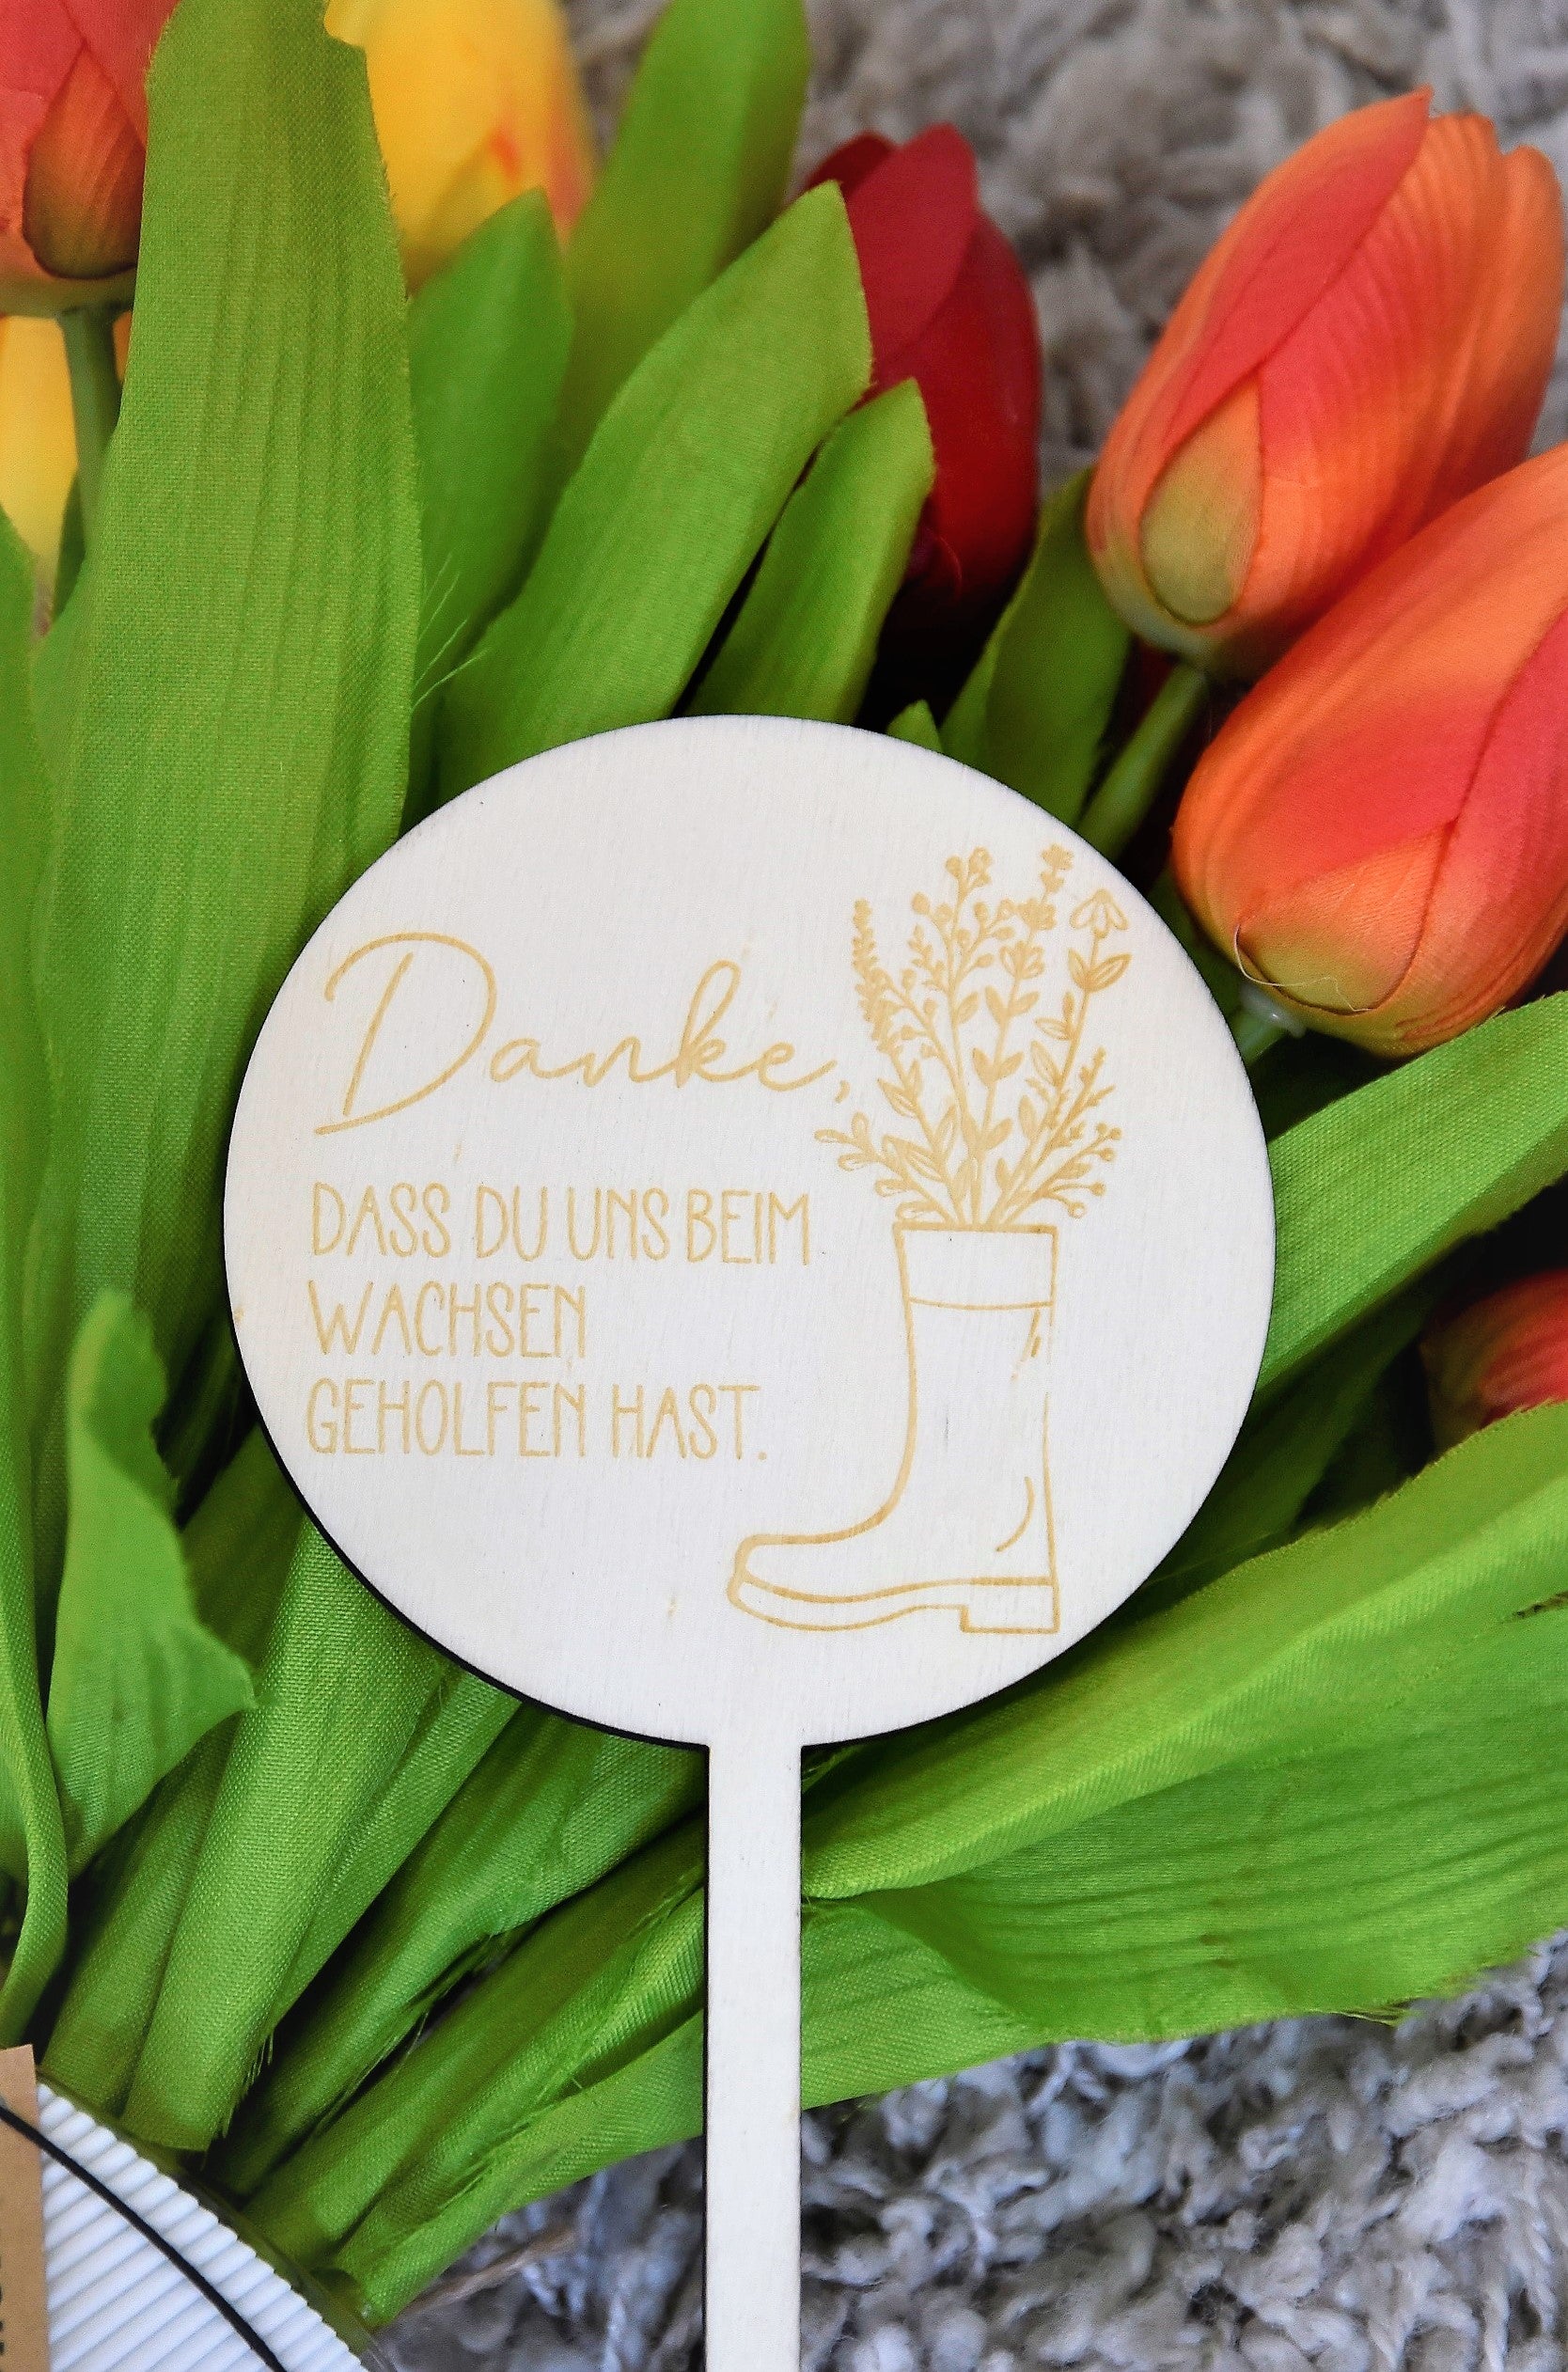 Danke,
DASS DU UNS BEIM
WACHSEN
GEHOLFEN HAST.